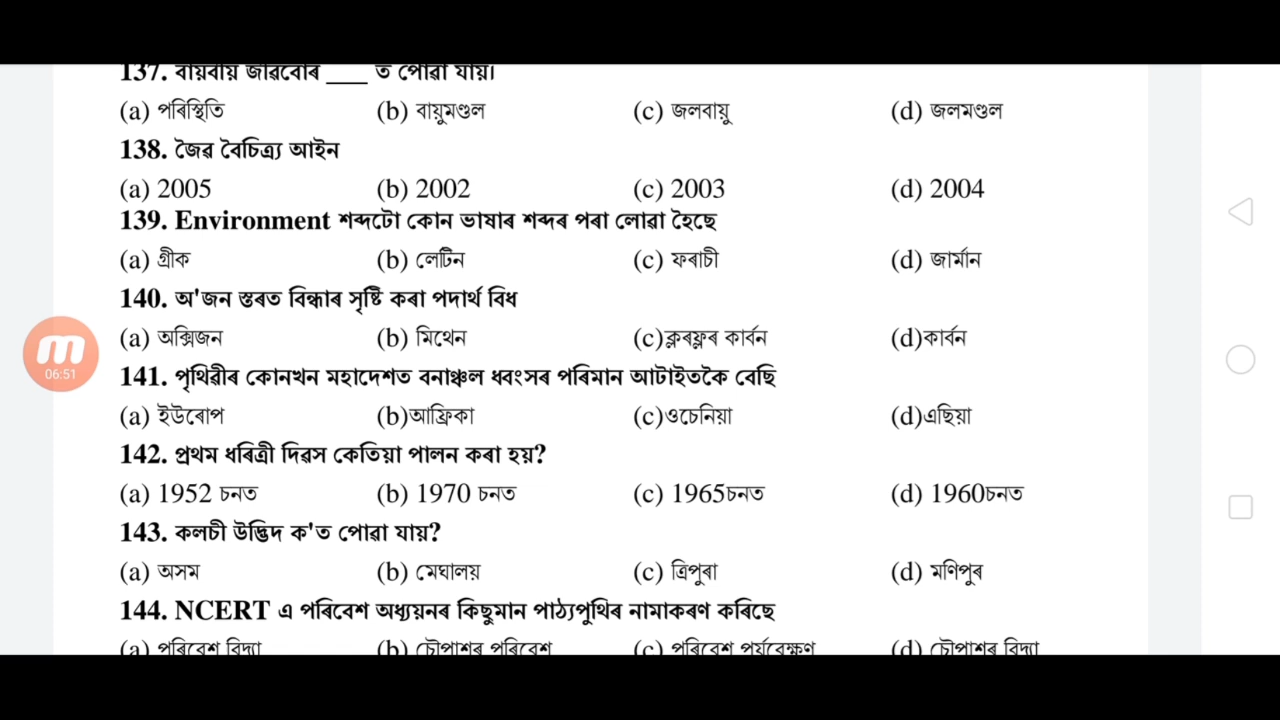 137. বায়বীয় জীৱবোৰ ____ ত পোৱা যায়।
(a) পৰিস্থিতি (b) বায়ুমণ্ডল (c) জলবায়ু (d) জলমণ্ডল
138. জৈৱ বৈচিত্ৰ্য আইন
(a) 2005 (b) 2002 (c) 2003 (d) 2004
139. Environment শব্দটো কোন ভাষাৰ শব্দৰ পৰা লোৱা হৈছে
(a) গ্ৰীক (b) লেটিন (c) ফৰাচী (d) জাৰ্মান
140. অ'জন স্তৰত বিন্ধাৰ সৃষ্টি কৰা পদাৰ্থ বিধ
(a) অক্সিজন (b) মিথেন (c)ক্লৰফ্লৰ কাৰ্বন (d)কাৰ্বন
06:51
141. পৃথিৱীৰ কোনখন মহাদেশত বনাঞ্চল ধ্বংসৰ পৰিমান আটাইতকৈ বেছি
(a) ইউৰোপ (b)আফ্ৰিকা (c)ওচেনিয়া (d)এছিয়া
142. প্ৰথম ধৰিত্ৰী দিৱস কেতিয়া পালন কৰা হয়?
(a) 1952 চনত (b) 1970 চনত (c) 1965চনত (d) 1960চনত
143. কলচী উদ্ভিদ ক'ত পোৱা যায়?
(a) অসম (b) মেঘালয় (c) ত্ৰিপুৰা (d) মণিপুৰ
144. NCERT এ পৰিবেশ অধ্যয়নৰ কিছুমান পাঠ্যপুথিৰ নামাকৰণ কৰিছে
(a) পৰিবেশ বিদ্যা (b) চৌপাশৰ পৰিবেশ (c) পৰিবেশ পৰ্যবেক্ষণ (d) চৌপাশৰ বিদ্যা